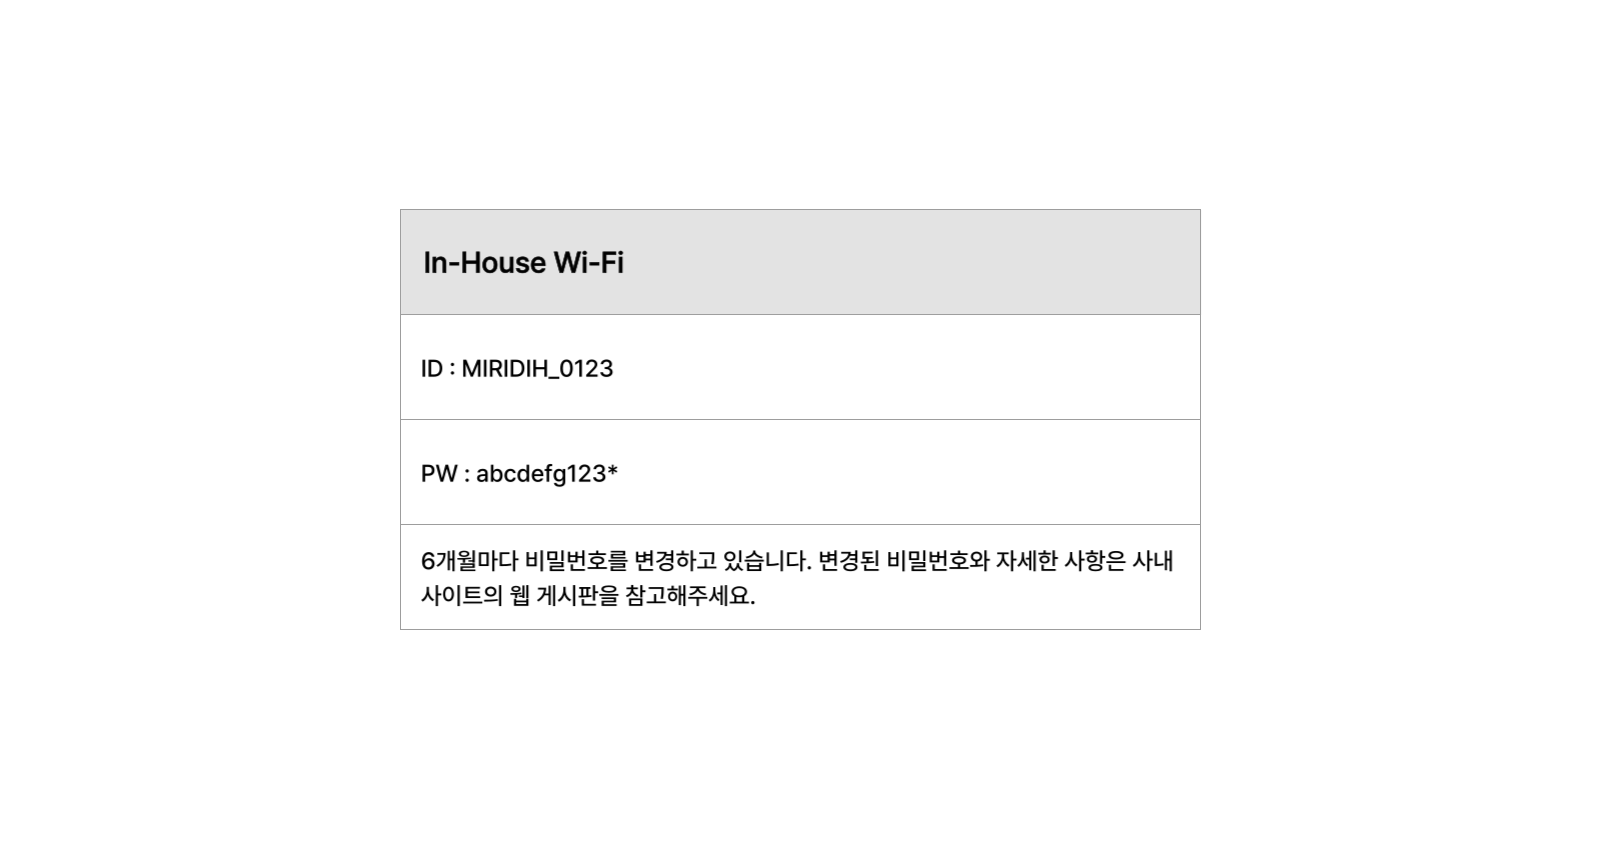 In-House Wi-Fi
ID : MIRIDIH_0123
PW : abcdefg123*
6개월마다 비밀번호를 변경하고 있습니다. 변경된 비밀번호와 자세한 사항은 사내
사이트의 웹 게시판을 참고해주세요.